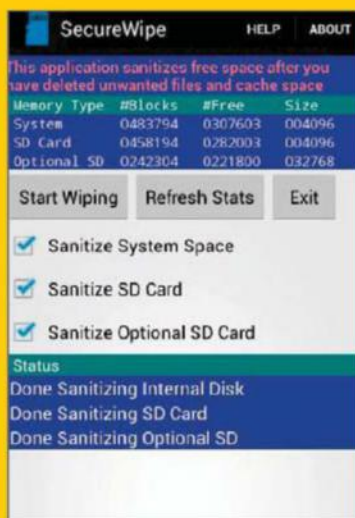 SecureWipe HELP ABOUT
This application sanitizes free space after you
have deleted unwanted files and cache space
Memory Type #Blocks #Free Size
System 0483794 0307603 004096
SD Card 0458194 0282003 004096
Optional SD 0242304 0221800 032768
Start Wiping Refresh Stats Exit
Sanitize System Space
Sanitize SD Card
Sanitize Optional SD Card
Status
Done Sanitizing Internal Disk
Done Sanitizing SD Card
Done Sanitizing Optional SD